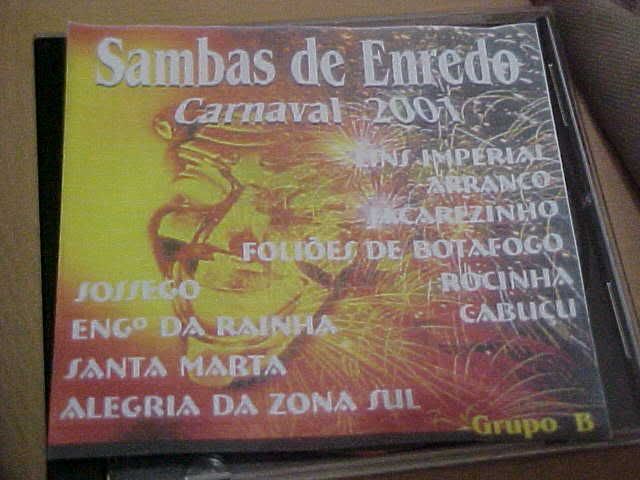 Sambas de Enredo
Carnaval 2001
LINS IMPERIAL
ARRANCO
JACAREZINHO
FOLIÕES DE BOTAFOGO
ROCINHA
CABUÇU
SOSSEGO
ENGº DA RAINHA
SANTA MARTA
ALEGRIA DA ZONA SUL
Grupo B